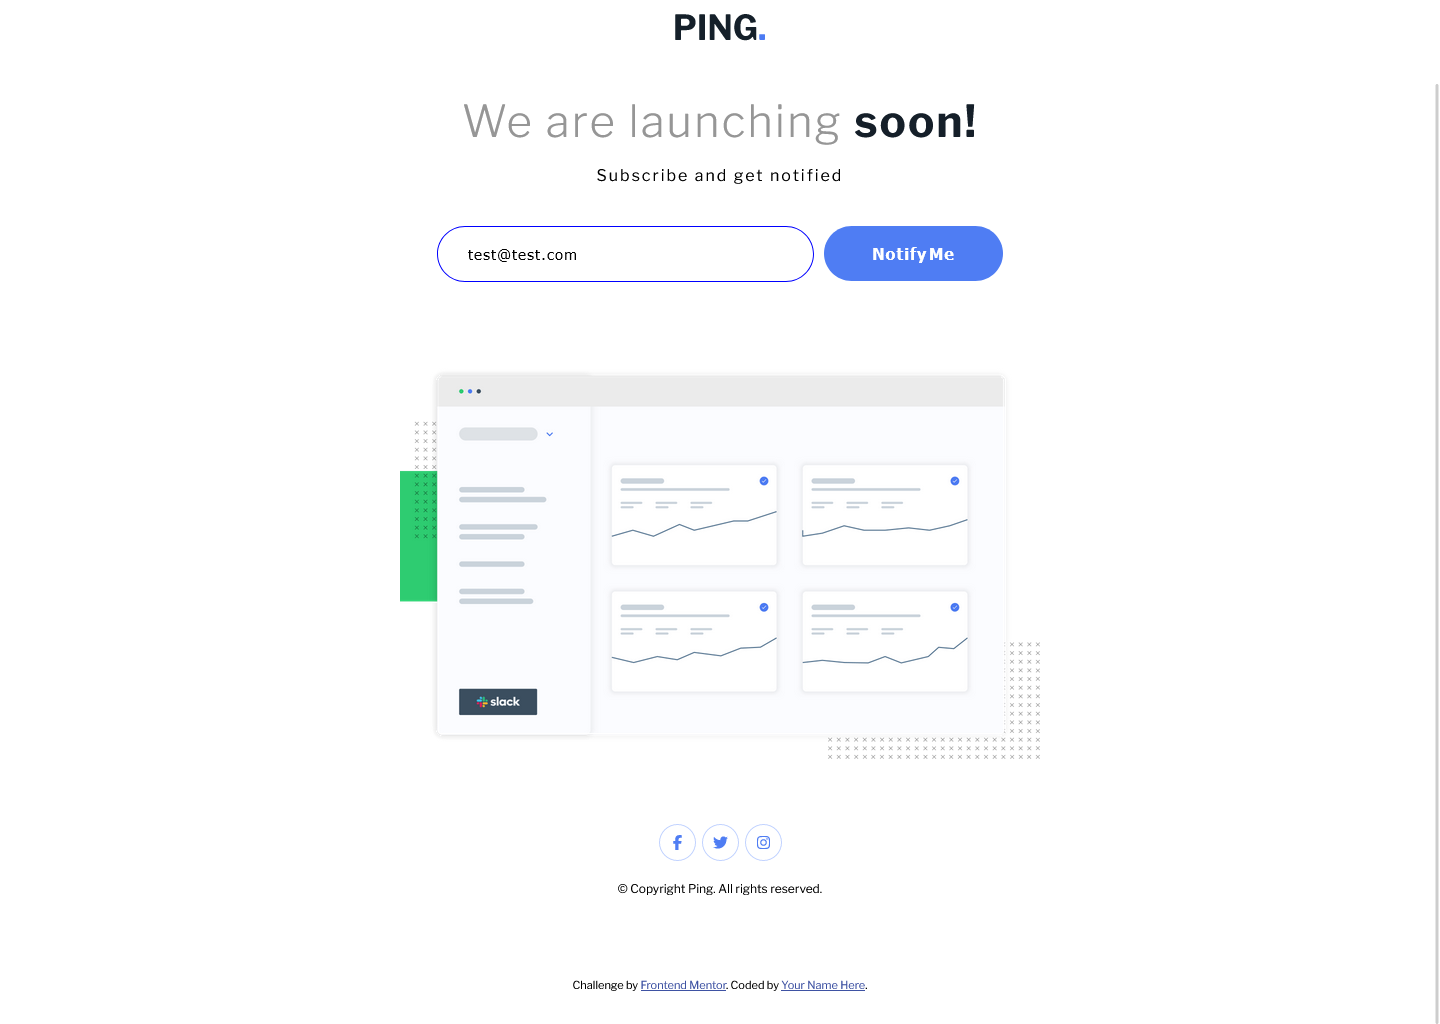 PING.
We are launching soon!
Subscribe and get notified
test@test.com
Notify Me
slack
© Copyright Ping. All rights reserved.
Challenge by Frontend Mentor. Coded by Your Name Here.